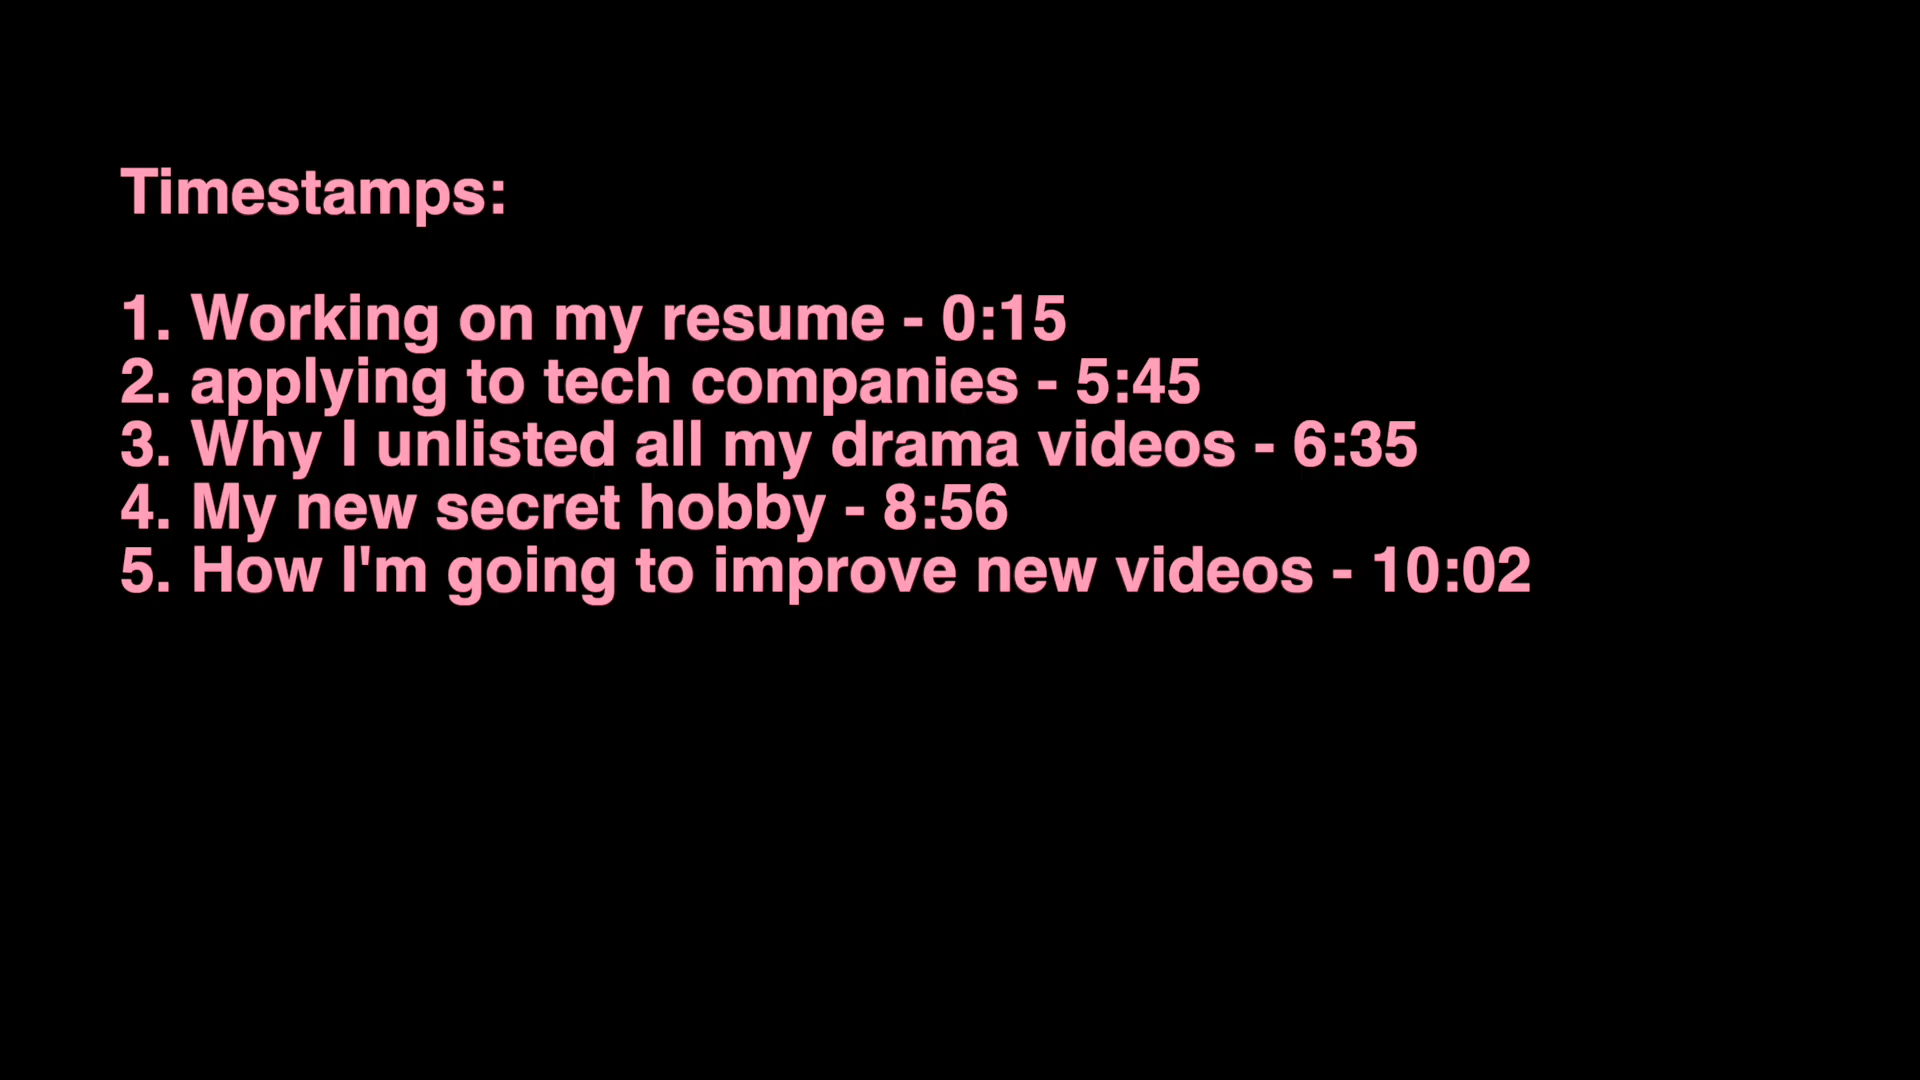 Timestamps:
1. Working on my resume - 0:15
2. applying to tech companies - 5:45
3. Why I unlisted all my drama videos - 6:35
4. My new secret hobby - 8:56
5. How I'm going to improve new videos - 10:02